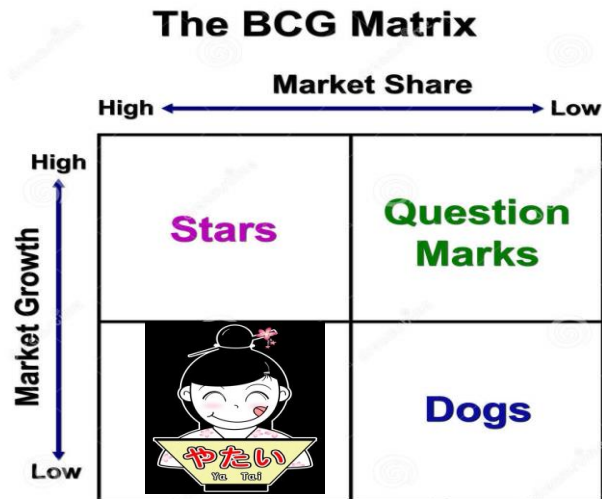 The BCG Matrix
Market Share
High
Low
High
Market Growth
Low
Stars
Question
Marks
やたい
Ya Tai
Dogs